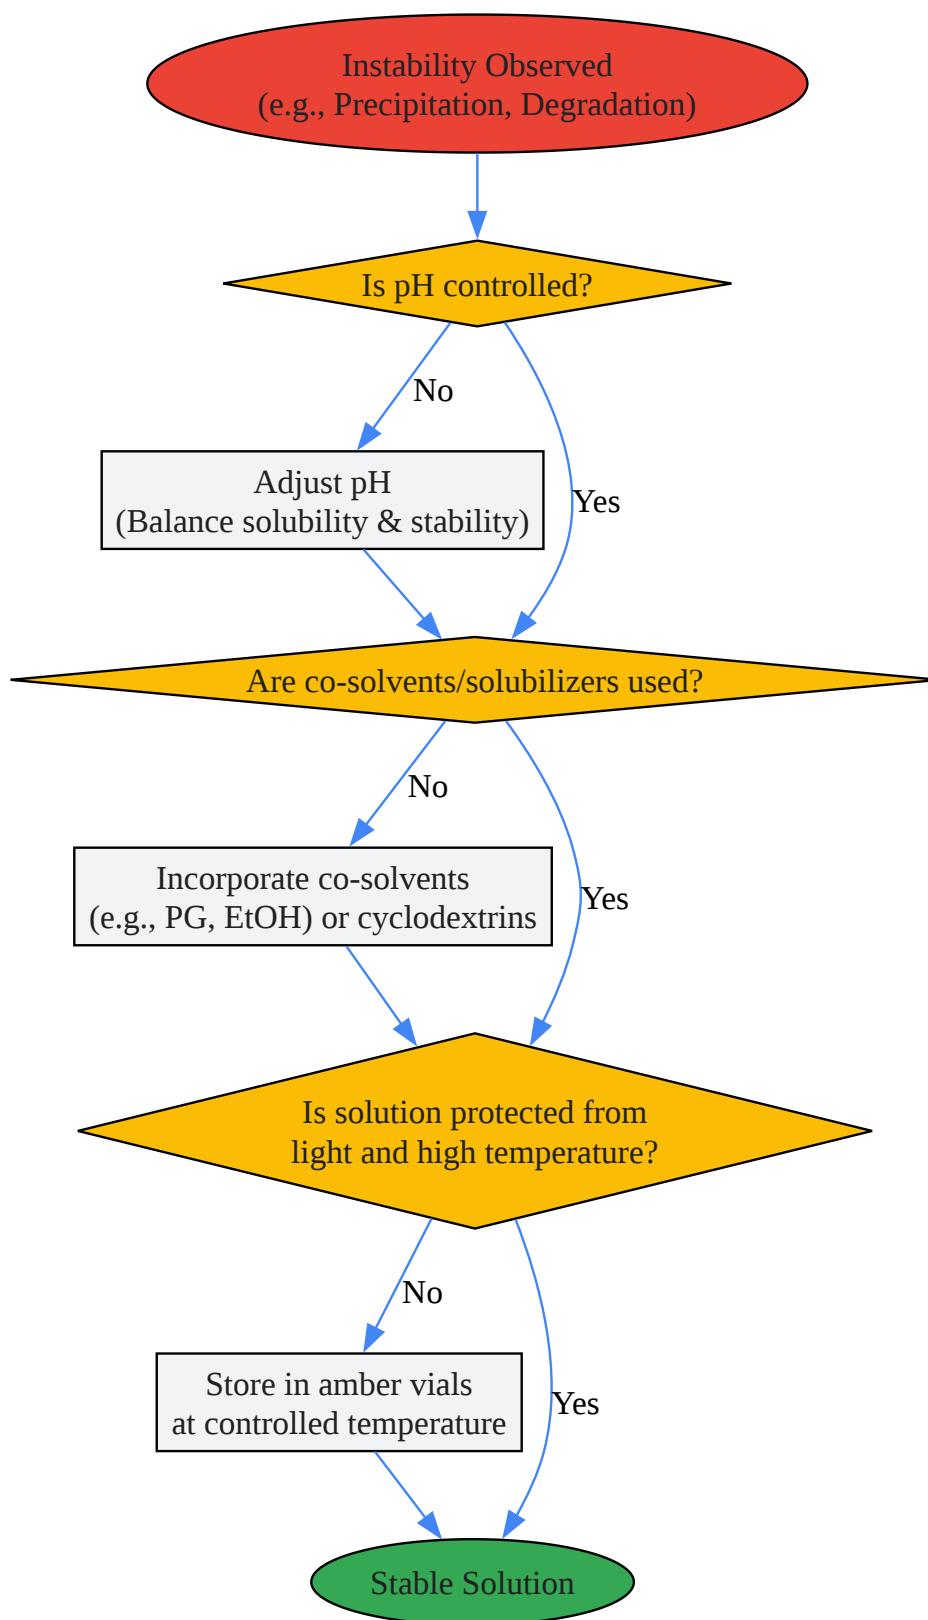 Instability Observed
(e.g., Precipitation, Degradation)
Is pH controlled?
No
Adjust pH
(Balance solubility & stability)
Yes
Are co-solvents/solubilizers used?
No
Incorporate co-solvents
(e.g., PG, EtOH) or cyclodextrins
Yes
Is solution protected from
light and high temperature?
No
Store in amber vials
at controlled temperature
Yes
Stable Solution